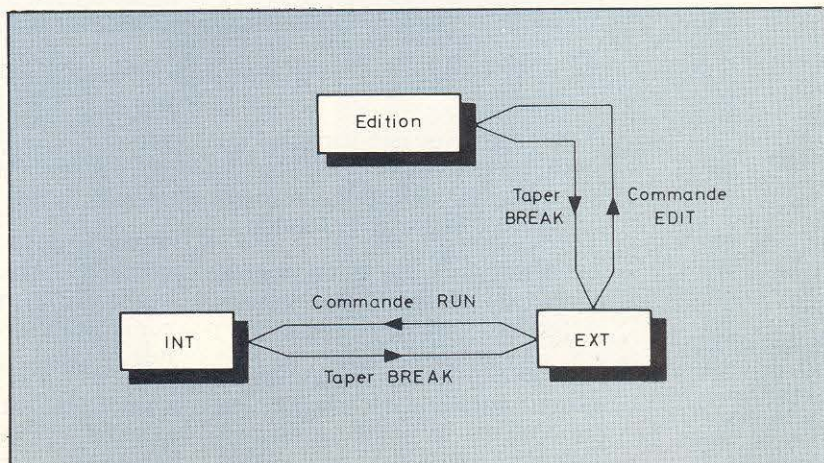 Edition
Taper
BREAK
Commande
EDIT
Commande RUN
INT
EXT
Taper BREAK